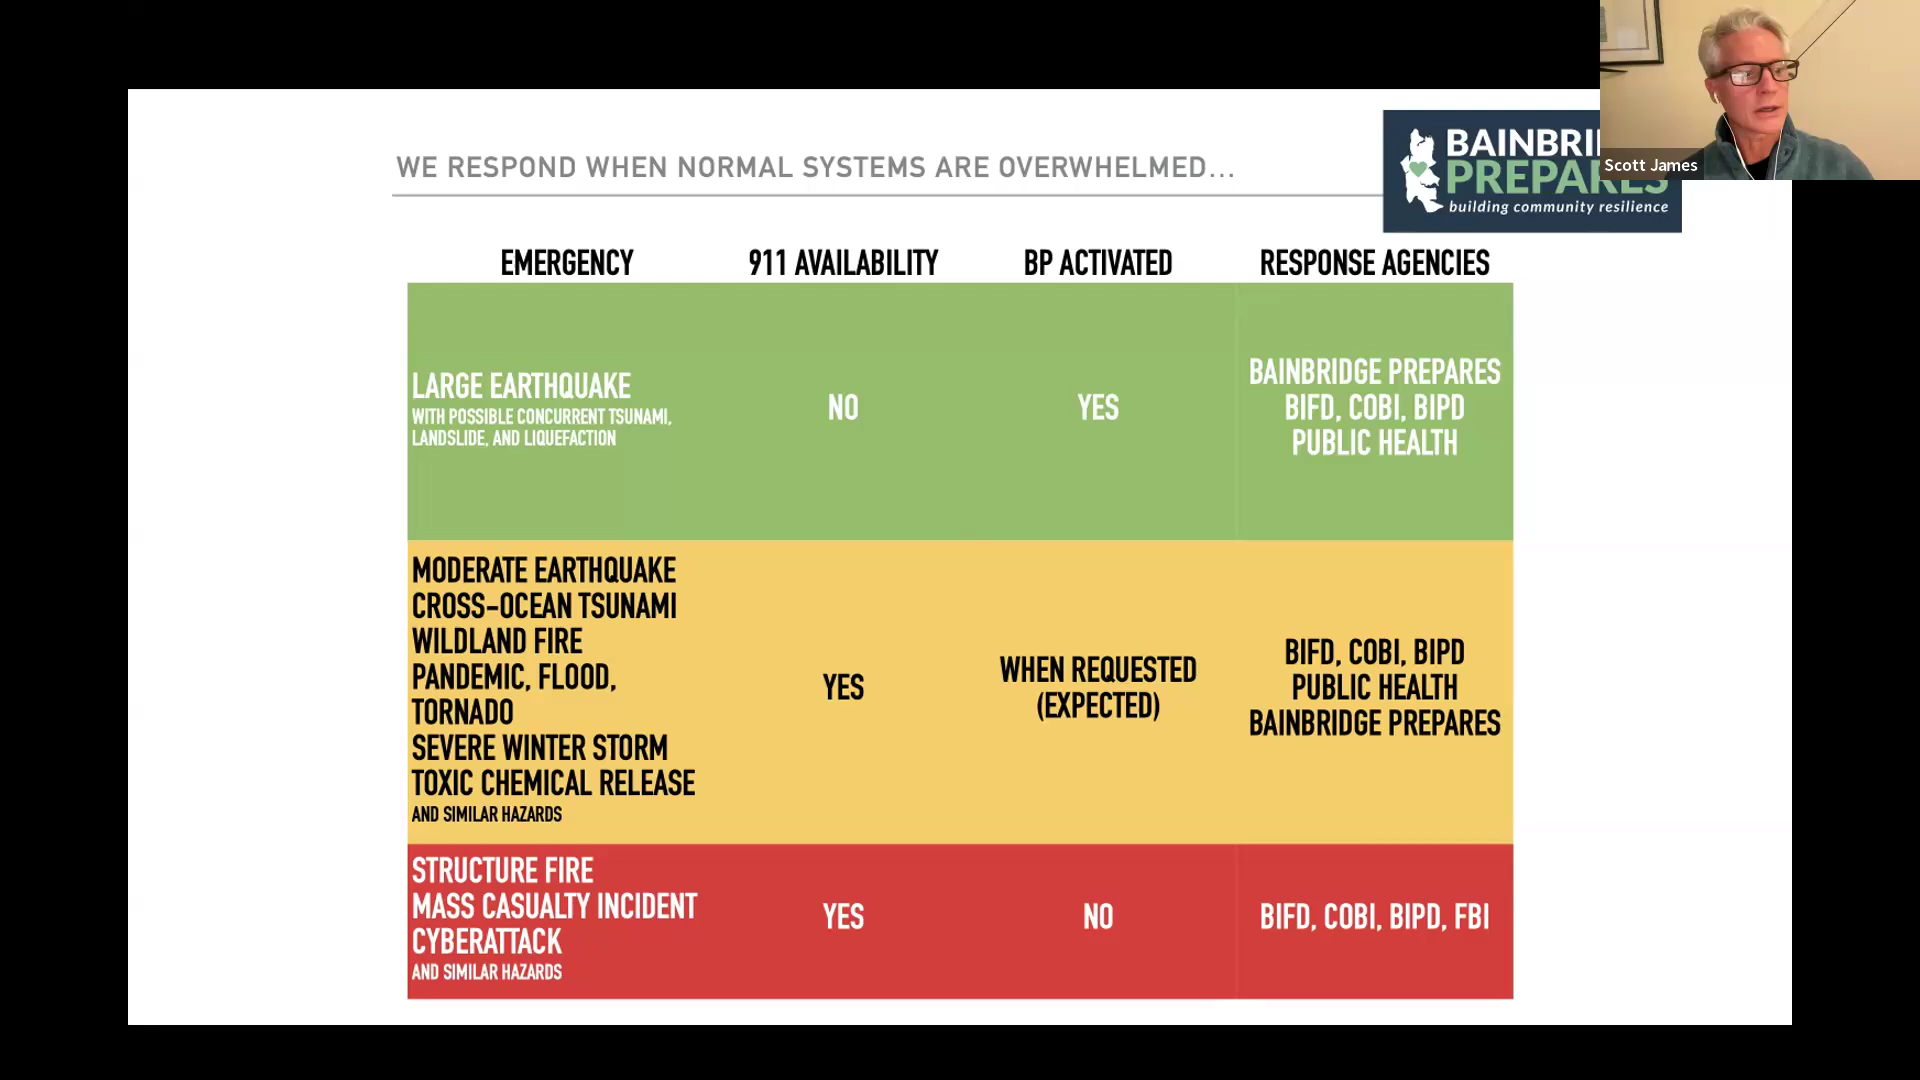 WE RESPOND WHEN NORMAL SYSTEMS ARE OVERWHELMED...
BAINBRI
PREPARES
building community resilience
Scott James
EMERGENCY 911 AVAILABILITY BP ACTIVATED RESPONSE AGENCIES
LARGE EARTHQUAKE
WITH POSSIBLE CONCURRENT TSUNAMI,
LANDSLIDE, AND LIQUEFACTION
NO
YES
BAINBRIDGE PREPARES
BIFD, COBI, BIPD
PUBLIC HEALTH
MODERATE EARTHQUAKE
CROSS-OCEAN TSUNAMI
WILDLAND FIRE
PANDEMIC, FLOOD,
TORNADO
SEVERE WINTER STORM
TOXIC CHEMICAL RELEASE
AND SIMILAR HAZARDS
YES
WHEN REQUESTED
(EXPECTED)
BIFD, COBI, BIPD
PUBLIC HEALTH
BAINBRIDGE PREPARES
STRUCTURE FIRE
MASS CASUALTY INCIDENT
CYBERATTACK
AND SIMILAR HAZARDS
YES
NO
BIFD, COBI, BIPD, FBI